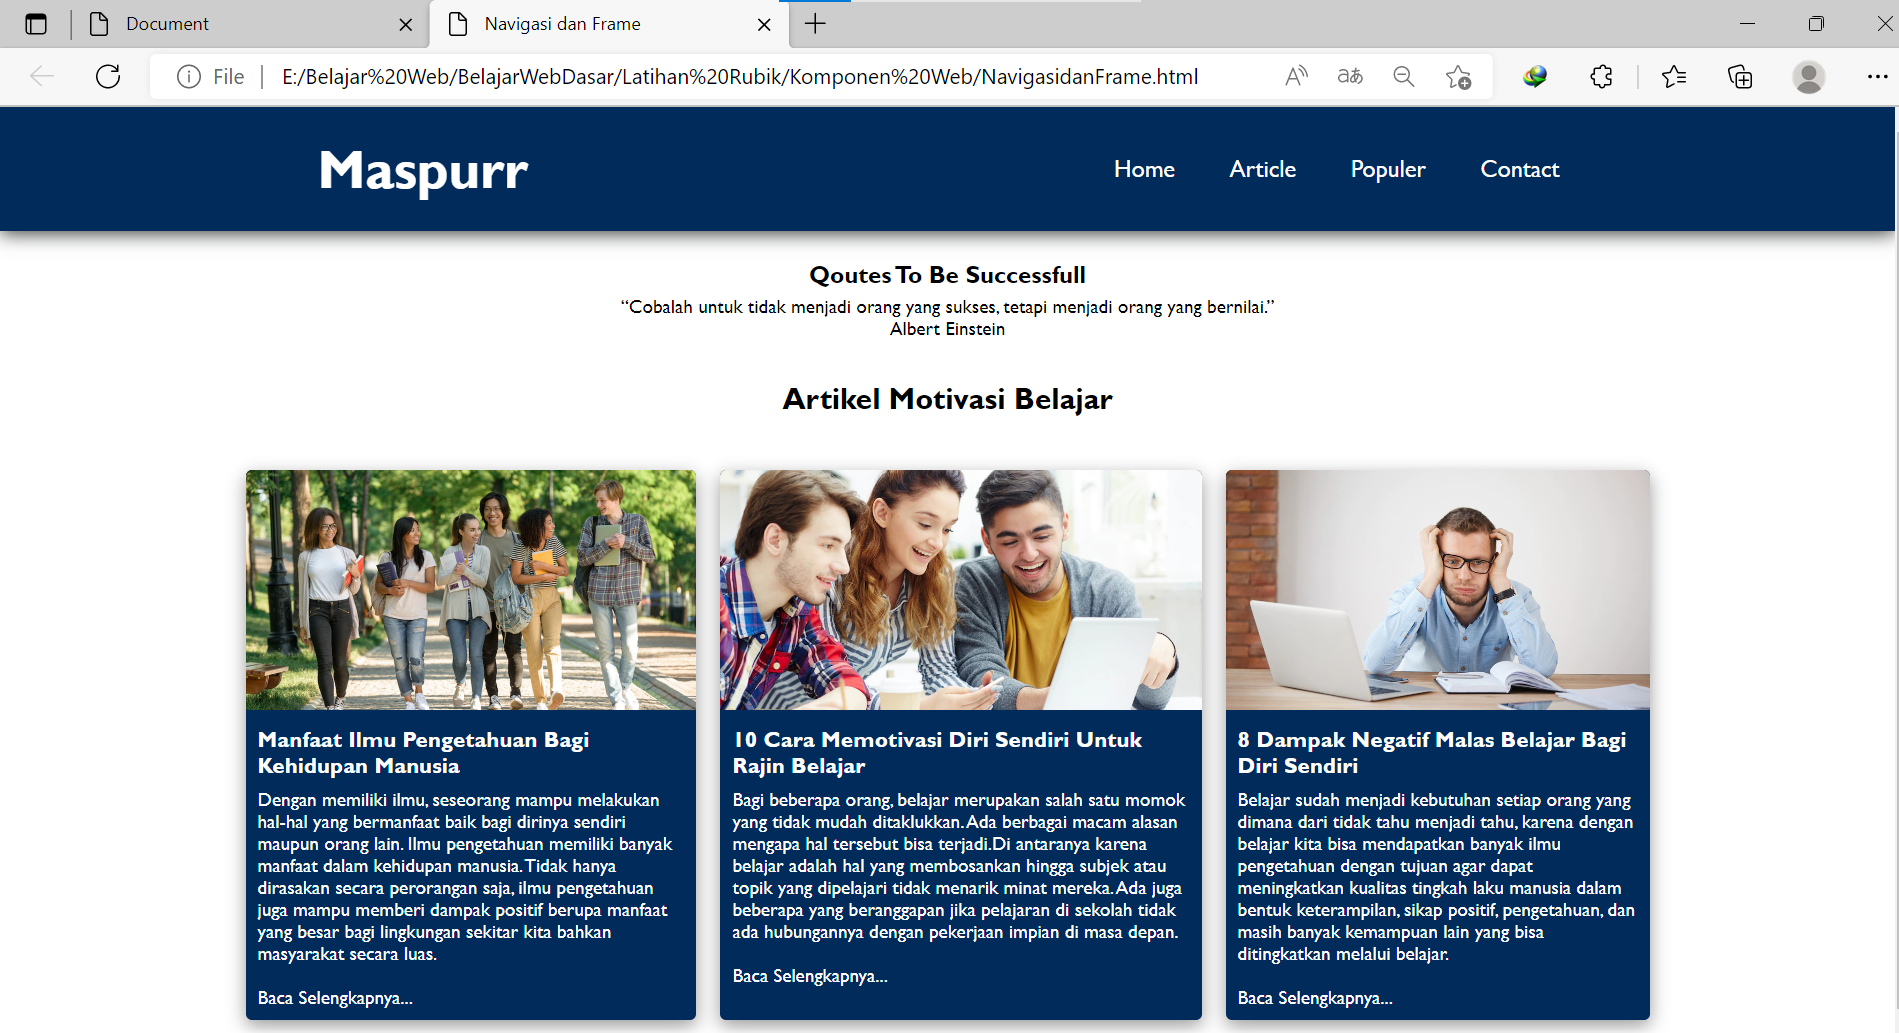 Document
Navigasi dan Frame
File
E:/Belajar%20Web/BelajarWebDasar/Latihan%20Rubik/Komponen%20Web/NavigasidanFrame.html
Maspurr
Home Article Populer Contact
Qoutes To Be Successfull
“Cobalah untuk tidak menjadi orang yang sukses, tetapi menjadi orang yang bernilai.”
Albert Einstein
Artikel Motivasi Belajar
Manfaat Ilmu Pengetahuan Bagi
Kehidupan Manusia
Dengan memiliki ilmu, seseorang mampu melakukan
hal-hal yang bermanfaat baik bagi dirinya sendiri
maupun orang lain. Ilmu pengetahuan memiliki banyak
manfaat dalam kehidupan manusia. Tidak hanya
dirasakan secara perorangan saja, ilmu pengetahuan
juga mampu memberi dampak positif berupa manfaat
yang besar bagi lingkungan sekitar kita bahkan
masyarakat secara luas.
Baca Selengkapnya...
10 Cara Memotivasi Diri Sendiri Untuk
Rajin Belajar
Bagi beberapa orang, belajar merupakan salah satu momok
yang tidak mudah ditaklukkan. Ada berbagai macam alasan
mengapa hal tersebut bisa terjadi.Di antaranya karena
belajar adalah hal yang membosankan hingga subjek atau
topik yang dipelajari tidak menarik minat mereka. Ada juga
beberapa yang beranggapan jika pelajaran di sekolah tidak
ada hubungannya dengan pekerjaan impian di masa depan.
Baca Selengkapnya...
8 Dampak Negatif Malas Belajar Bagi
Diri Sendiri
Belajar sudah menjadi kebutuhan setiap orang yang
dimana dari tidak tahu menjadi tahu, karena dengan
belajar kita bisa mendapatkan banyak ilmu
pengetahuan dengan tujuan agar dapat
meningkatkan kualitas tingkah laku manusia dalam
bentuk keterampilan, sikap positif, pengetahuan, dan
masih banyak kemampuan lain yang bisa
ditingkatkan melalui belajar.
Baca Selengkapnya...